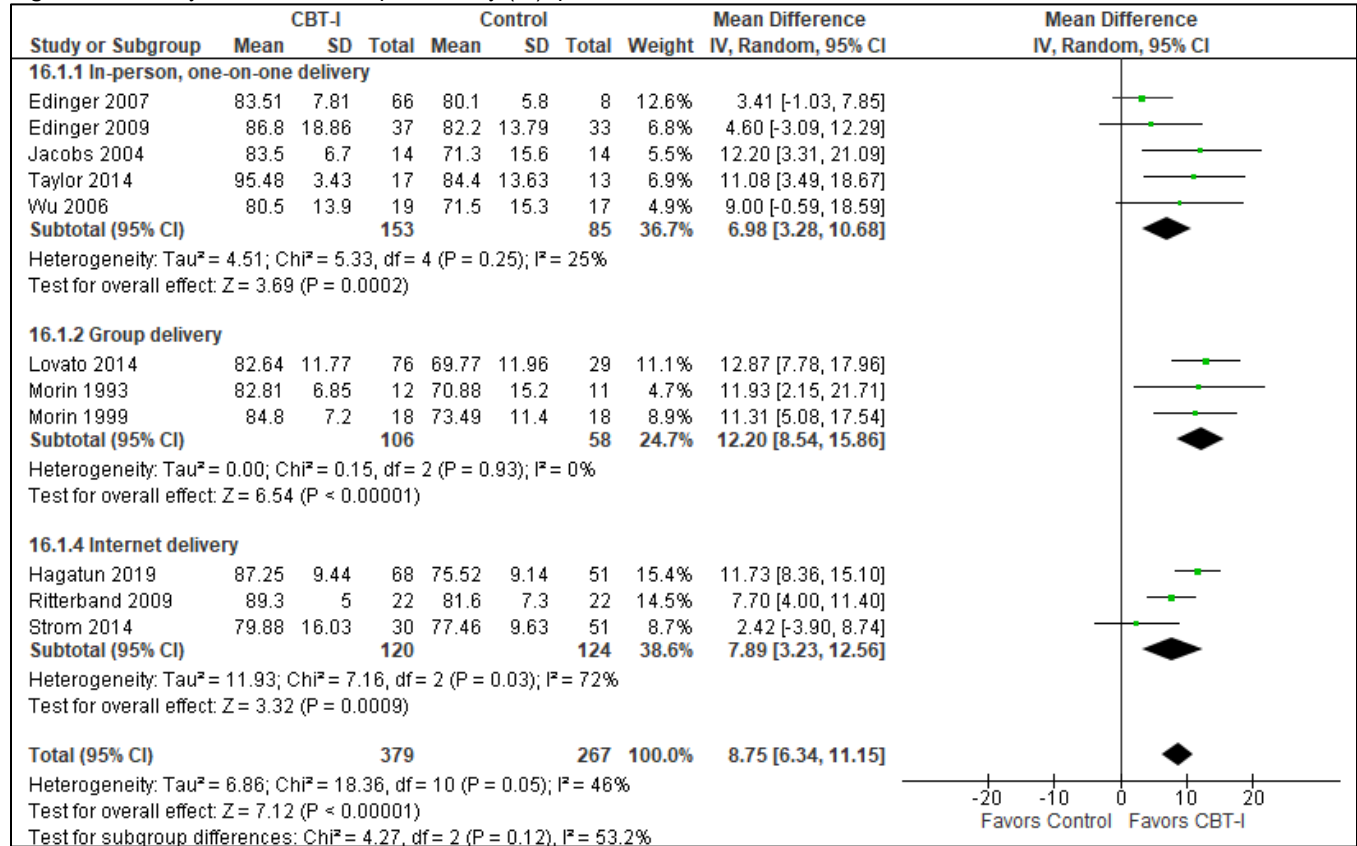 CBT-I Control Mean Difference Mean Difference
Study or Subgroup Mean SD Total Mean SD Total Weight IV, Random, 95% CI IV, Random, 95% CI
16.1.1 In-person, one-on-one delivery
Edinger 2007 83.51 7.81 66 80.1 5.8 8 12.6% 3.41 [-1.03, 7.85]
Edinger 2009 86.8 18.86 37 82.2 13.79 33 6.8% 4.60 [-3.09, 12.29]
Jacobs 2004 83.5 6.7 14 71.3 15.6 14 5.5% 12.20 [3.31, 21.09]
Taylor 2014 95.48 3.43 17 84.4 13.63 13 6.9% 11.08 [3.49, 18.67]
Wu 2006 80.5 13.9 19 71.5 15.3 17 4.9% 9.00 [-0.59, 18.59]
Subtotal (95% CI) 153 85 36.7% 6.98 [3.28, 10.68]
Heterogeneity: Tau² = 4.51; Chi² = 5.33, df = 4 (P = 0.25); I² = 25%
Test for overall effect: Z = 3.69 (P = 0.0002)
16.1.2 Group delivery
Lovato 2014 82.64 11.77 76 69.77 11.96 29 11.1% 12.87 [7.78, 17.96]
Morin 1993 82.81 6.85 12 70.88 15.2 11 4.7% 11.93 [2.15, 21.71]
Morin 1999 84.8 7.2 18 73.49 11.4 18 8.9% 11.31 [5.08, 17.54]
Subtotal (95% CI) 106 58 24.7% 12.20 [8.54, 15.86]
Heterogeneity: Tau² = 0.00; Chi² = 0.15, df = 2 (P = 0.93); I² = 0%
Test for overall effect: Z = 6.54 (P < 0.00001)
16.1.4 Internet delivery
Hagatun 2019 87.25 9.44 68 75.52 9.14 51 15.4% 11.73 [8.36, 15.10]
Ritterband 2009 89.3 5 22 81.6 7.3 22 14.5% 7.70 [4.00, 11.40]
Strom 2014 79.88 16.03 30 77.46 9.63 51 8.7% 2.42 [-3.90, 8.74]
Subtotal (95% CI) 120 124 38.6% 7.89 [3.23, 12.56]
Heterogeneity: Tau² = 11.93; Chi² = 7.16, df = 2 (P = 0.03); I² = 72%
Test for overall effect: Z = 3.32 (P = 0.0009)
Total (95% CI) 379 267 100.0% 8.75 [6.34, 11.15]
Heterogeneity: Tau² = 6.86; Chi² = 18.36, df = 10 (P = 0.05); I² = 46%
Test for overall effect: Z = 7.12 (P < 0.00001)
Test for subgroup differences: Chi² = 4.27, df = 2 (P = 0.12), I² = 53.2%
-20 -10 0 10 20
Favors Control Favors CBT-I